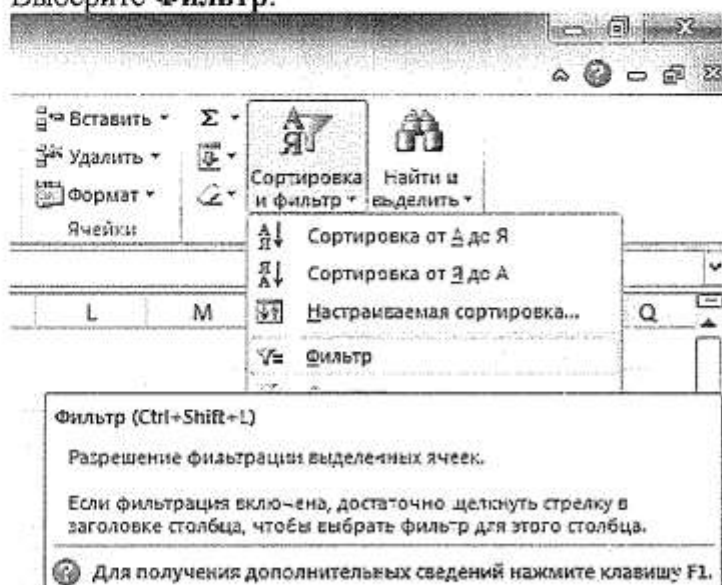 Выберите Фильтр.
Вставить
Удалить
Формат
Ячейки
Σ
Сортировка и фильтр
Найти и выделить
Сортировка от А до Я
Сортировка от Я до А
Настраиваемая сортировка...
L M Q
Фильтр
Фильтр (Ctrl+Shift+L)
Разрешение фильтрации выделенных ячеек.
Если фильтрация включена, достаточно щелкнуть стрелку в
заголовке столбца, чтобы выбрать фильтр для этого столбца.
Для получения дополнительных сведений нажмите клавишу F1.